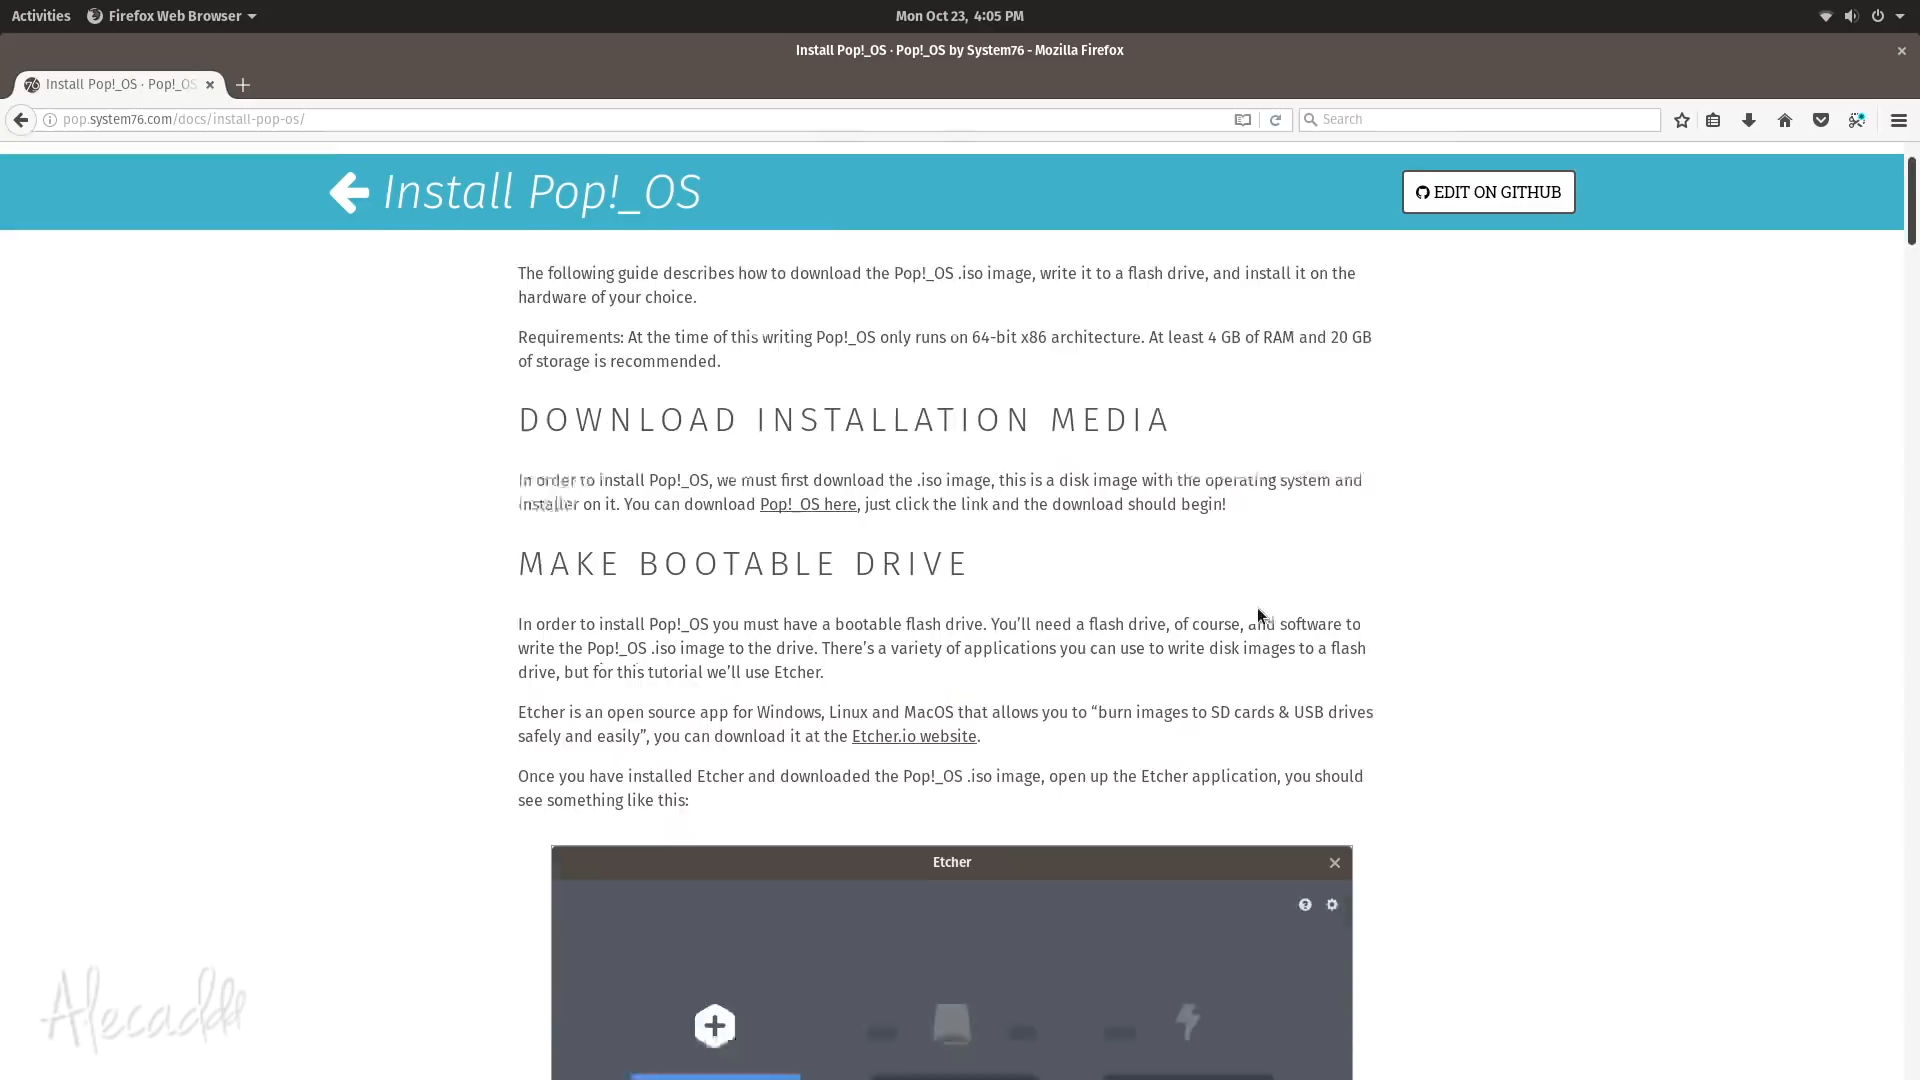 Activities Firefox Web Browser Mon Oct 23, 4:05 PM
Install Pop!_OS · Pop!_OS by System76 - Mozilla Firefox
Install Pop!_OS · Pop!_OS
pop.system76.com/docs/install-pop-os/ Search
Install Pop!_OS EDIT ON GITHUB
The following guide describes how to download the Pop!_OS .iso image, write it to a flash drive, and install it on the
hardware of your choice.
Requirements: At the time of this writing Pop!_OS only runs on 64-bit x86 architecture. At least 4 GB of RAM and 20 GB
of storage is recommended.
DOWNLOAD INSTALLATION MEDIA
In order to install Pop!_OS, we must first download the .iso image, this is a disk image with the operating system and
installer on it. You can download Pop!_OS here, just click the link and the download should begin!
MAKE BOOTABLE DRIVE
In order to install Pop!_OS you must have a bootable flash drive. You’ll need a flash drive, of course, and software to
write the Pop!_OS .iso image to the drive. There’s a variety of applications you can use to write disk images to a flash
drive, but for this tutorial we’ll use Etcher.
Etcher is an open source app for Windows, Linux and MacOS that allows you to “burn images to SD cards & USB drives
safely and easily”, you can download it at the Etcher.io website.
Once you have installed Etcher and downloaded the Pop!_OS .iso image, open up the Etcher application, you should
see something like this:
Etcher
Alecaddd